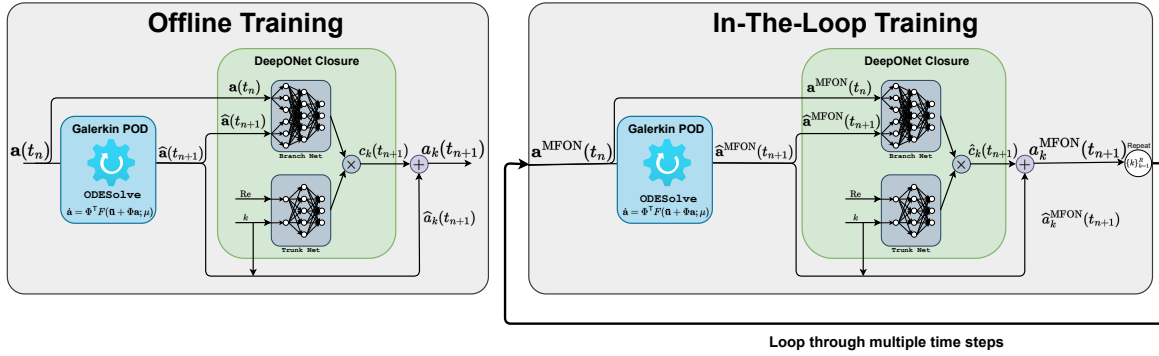 Offline Training
DeepONet Closure
a(t_n)
â(t_{n+1})
Branch Net
Galerkin POD
a(t_n)
â(t_{n+1})
ODESolve
ȧ = Φ^T F(ū + Φa; μ)
c_k(t_{n+1})
a_k(t_{n+1})
×
+
Re
k
â_k(t_{n+1})
Trunk Net
In-The-Loop Training
DeepONet Closure
a^{MFON}(t_n)
â^{MFON}(t_{n+1})
Branch Net
Galerkin POD
a^{MFON}(t_n)
â^{MFON}(t_{n+1})
ODESolve
ȧ = Φ^T F(ū + Φa; μ)
ĉ_k(t_{n+1})
a_k^{MFON}(t_{n+1})
×
+
Repeat
{k}_{k=1}^R
Re
k
â_k^{MFON}(t_{n+1})
Trunk Net
Loop through multiple time steps